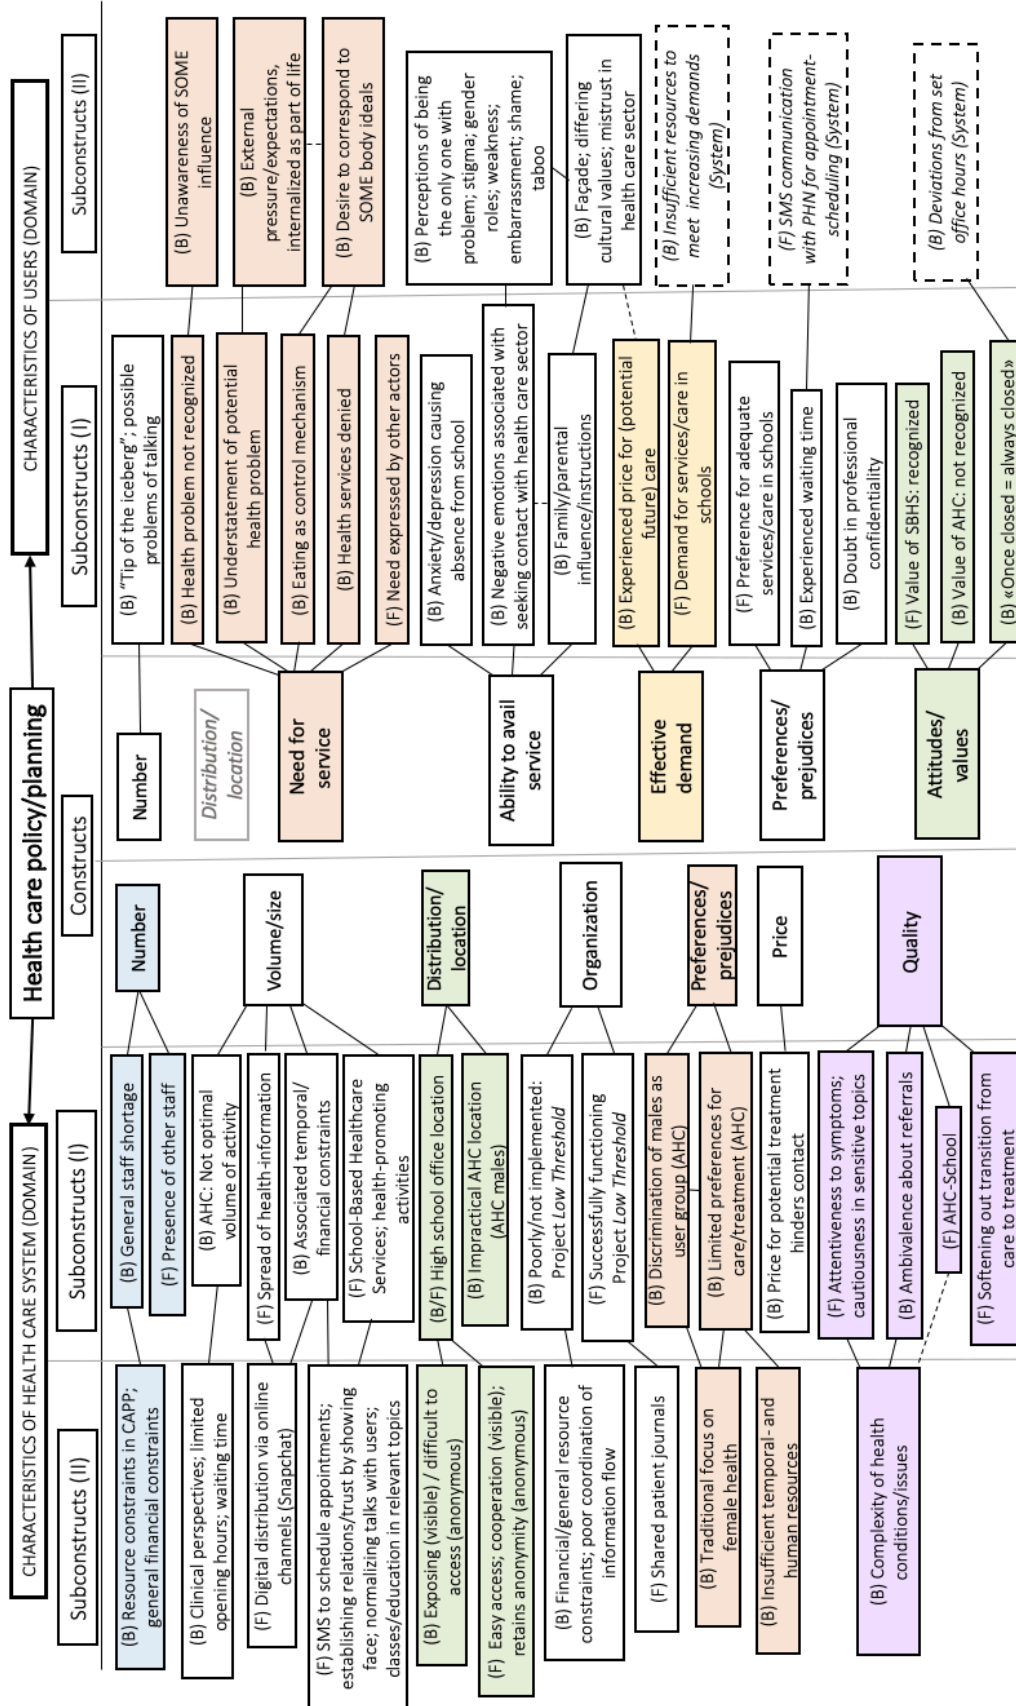 Health care policy/planning
CHARACTERISTICS OF HEALTH CARE SYSTEM (DOMAIN)
CHARACTERISTICS OF USERS (DOMAIN)
Subconstructs (II)
Subconstructs (I)
Constructs
Subconstructs (I)
Subconstructs (II)
(B) Resource constraints in CAPP;
general financial constraints
(B) Clinical perspectives; limited
opening hours; waiting time
(F) Digital distribution via online
channels (Snapchat)
(F) SMS to schedule appointments;
establishing relations/trust by showing
face; normalizing talks with users;
classes/education in relevant topics
(B) Exposing (visible) / difficult to
access (anonymous)
(F) Easy access; cooperation (visible);
retains anonymity (anonymous)
(B) Financial/general resource
constraints; poor coordination of
information flow
(F) Shared patient journals
(B) Traditional focus on
female health
(B) Insufficient temporal- and
human resources
(B) Complexity of health
conditions/issues
(B) General staff shortage
(F) Presence of other staff
(B) AHC: Not optimal
volume of activity
(F) Spread of health-information
(B) Associated temporal/
financial constraints
(F) School-Based Healthcare
Services; health-promoting
activities
(B/F) High school office location
(B) Impractical AHC location
(AHC males)
(B) Poorly/not implemented:
Project Low Threshold
(F) Successfully functioning
Project Low Threshold
(B) Discrimination of males as
user group (AHC)
(B) Limited preferences for
care/treatment (AHC)
(B) Price for potential treatment
hinders contact
(F) Attentiveness to symptoms;
cautiousness in sensitive topics
(B) Ambivalence about referrals
(F) AHC-School
(F) Softening out transition from
care to treatment
Number
Volume/size
Distribution/
location
Organization
Preferences/
prejudices
Price
Quality
Number
Distribution/
location
Need for
service
Ability to avail
service
Effective
demand
Preferences/
prejudices
Attitudes/
values
(B) "Tip of the iceberg"; possible
problems of talking
(B) Health problem not recognized
(B) Understatement of potential
health problem
(B) Eating as control mechanism
(B) Health services denied
(F) Need expressed by other actors
(B) Anxiety/depression causing
absence from school
(B) Negative emotions associated with
seeking contact with health care sector
(B) Family/parental
influence/instructions
(B) Experienced price for (potential
future) care
(F) Demand for services/care in
schools
(F) Preference for adequate
services/care in schools
(B) Experienced waiting time
(B) Doubt in professional
confidentiality
(F) Value of SBHS: recognized
(B) Value of AHC: not recognized
(B) «Once closed = always closed»
(B) Unawareness of SOME
influence
(B) External
pressure/expectations,
internalized as part of life
(B) Desire to correspond to
SOME body ideals
(B) Perceptions of being
the only one with
problem; stigma; gender
roles; weakness;
embarrassment; shame;
taboo
(B) Façade; differing
cultural values; mistrust in
health care sector
(B) Insufficient resources to
meet increasing demands
(System)
(F) SMS communication
with PHN for appointment-
scheduling (System)
(B) Deviations from set
office hours (System)